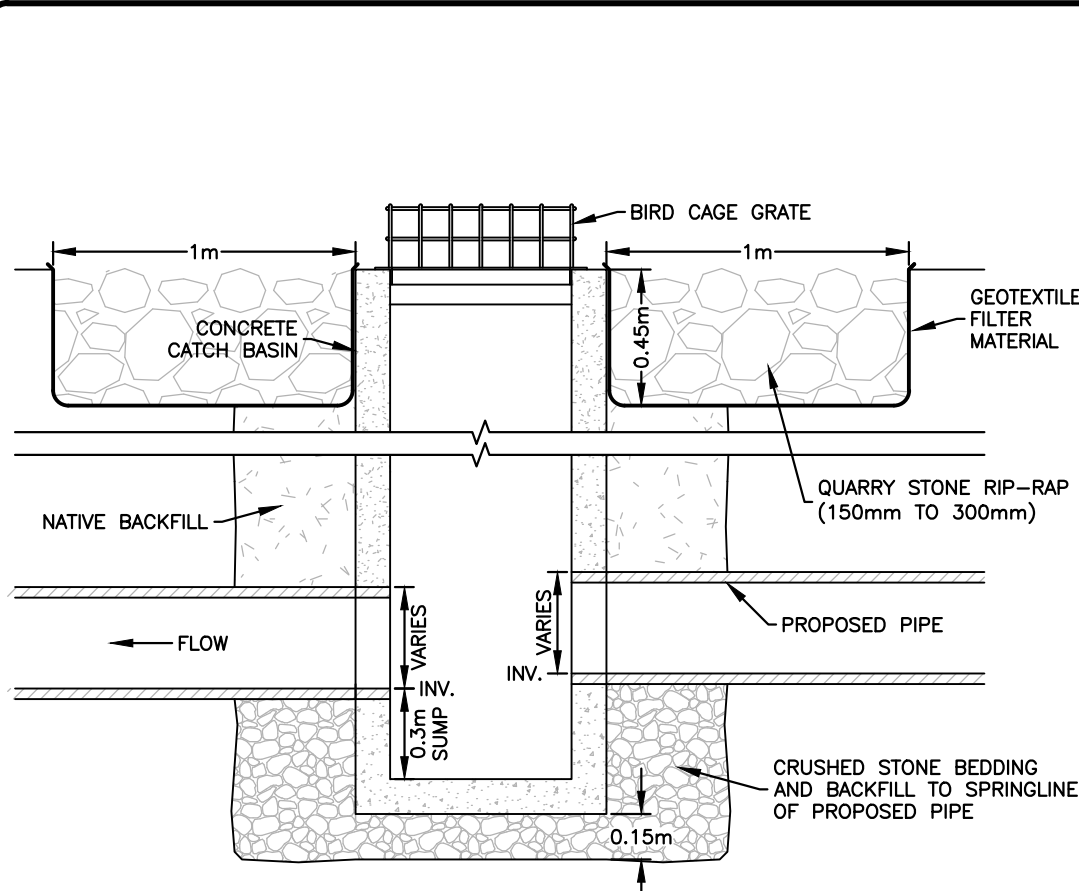 BIRD CAGE GRATE
1m
1m
GEOTEXTILE
FILTER
MATERIAL
CONCRETE
CATCH BASIN
0.45m
QUARRY STONE RIP-RAP
(150mm TO 300mm)
NATIVE BACKFILL
VARIES
VARIES
PROPOSED PIPE
FLOW
INV.
INV.
0.3m
SUMP
CRUSHED STONE BEDDING
AND BACKFILL TO SPRINGLINE
OF PROPOSED PIPE
0.15m